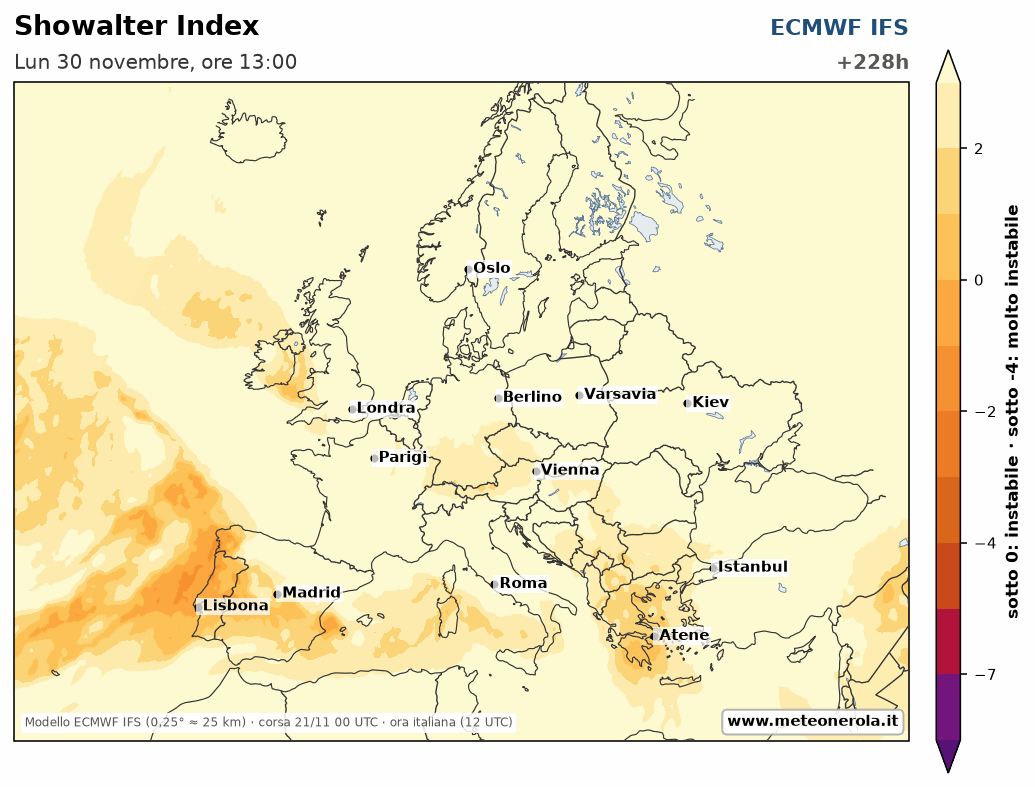 Showalter Index
ECMWF IFS
Lun 30 novembre, ore 13:00
+228h
Oslo
Londra
Berlino
Varsavia
Kiev
Parigi
Vienna
Istanbul
Roma
Madrid
Lisbona
Atene
Modello ECMWF IFS (0,25° ≈ 25 km) · corsa 21/11 00 UTC · ora italiana (12 UTC)
www.meteonerola.it
2
0
−2
−4
−7
sotto 0: instabile · sotto -4: molto instabile